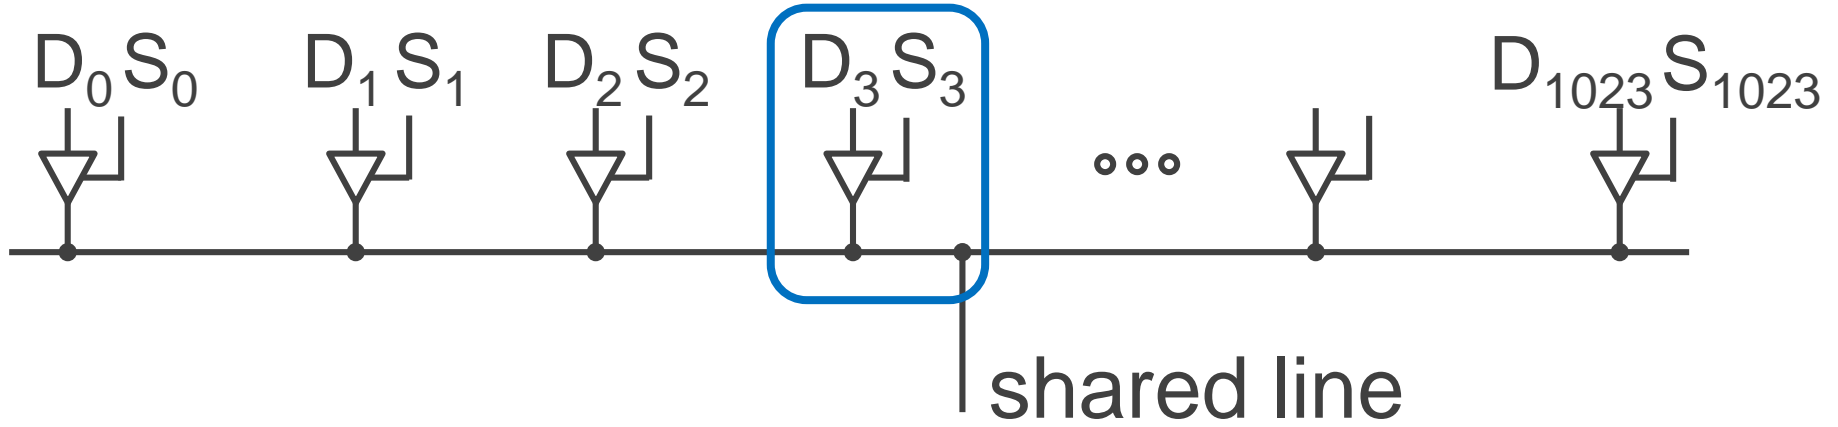 D₀ S₀ D₁ S₁ D₂ S₂ D₃ S₃ D₁₀₂₃ S₁₀₂₃
shared line